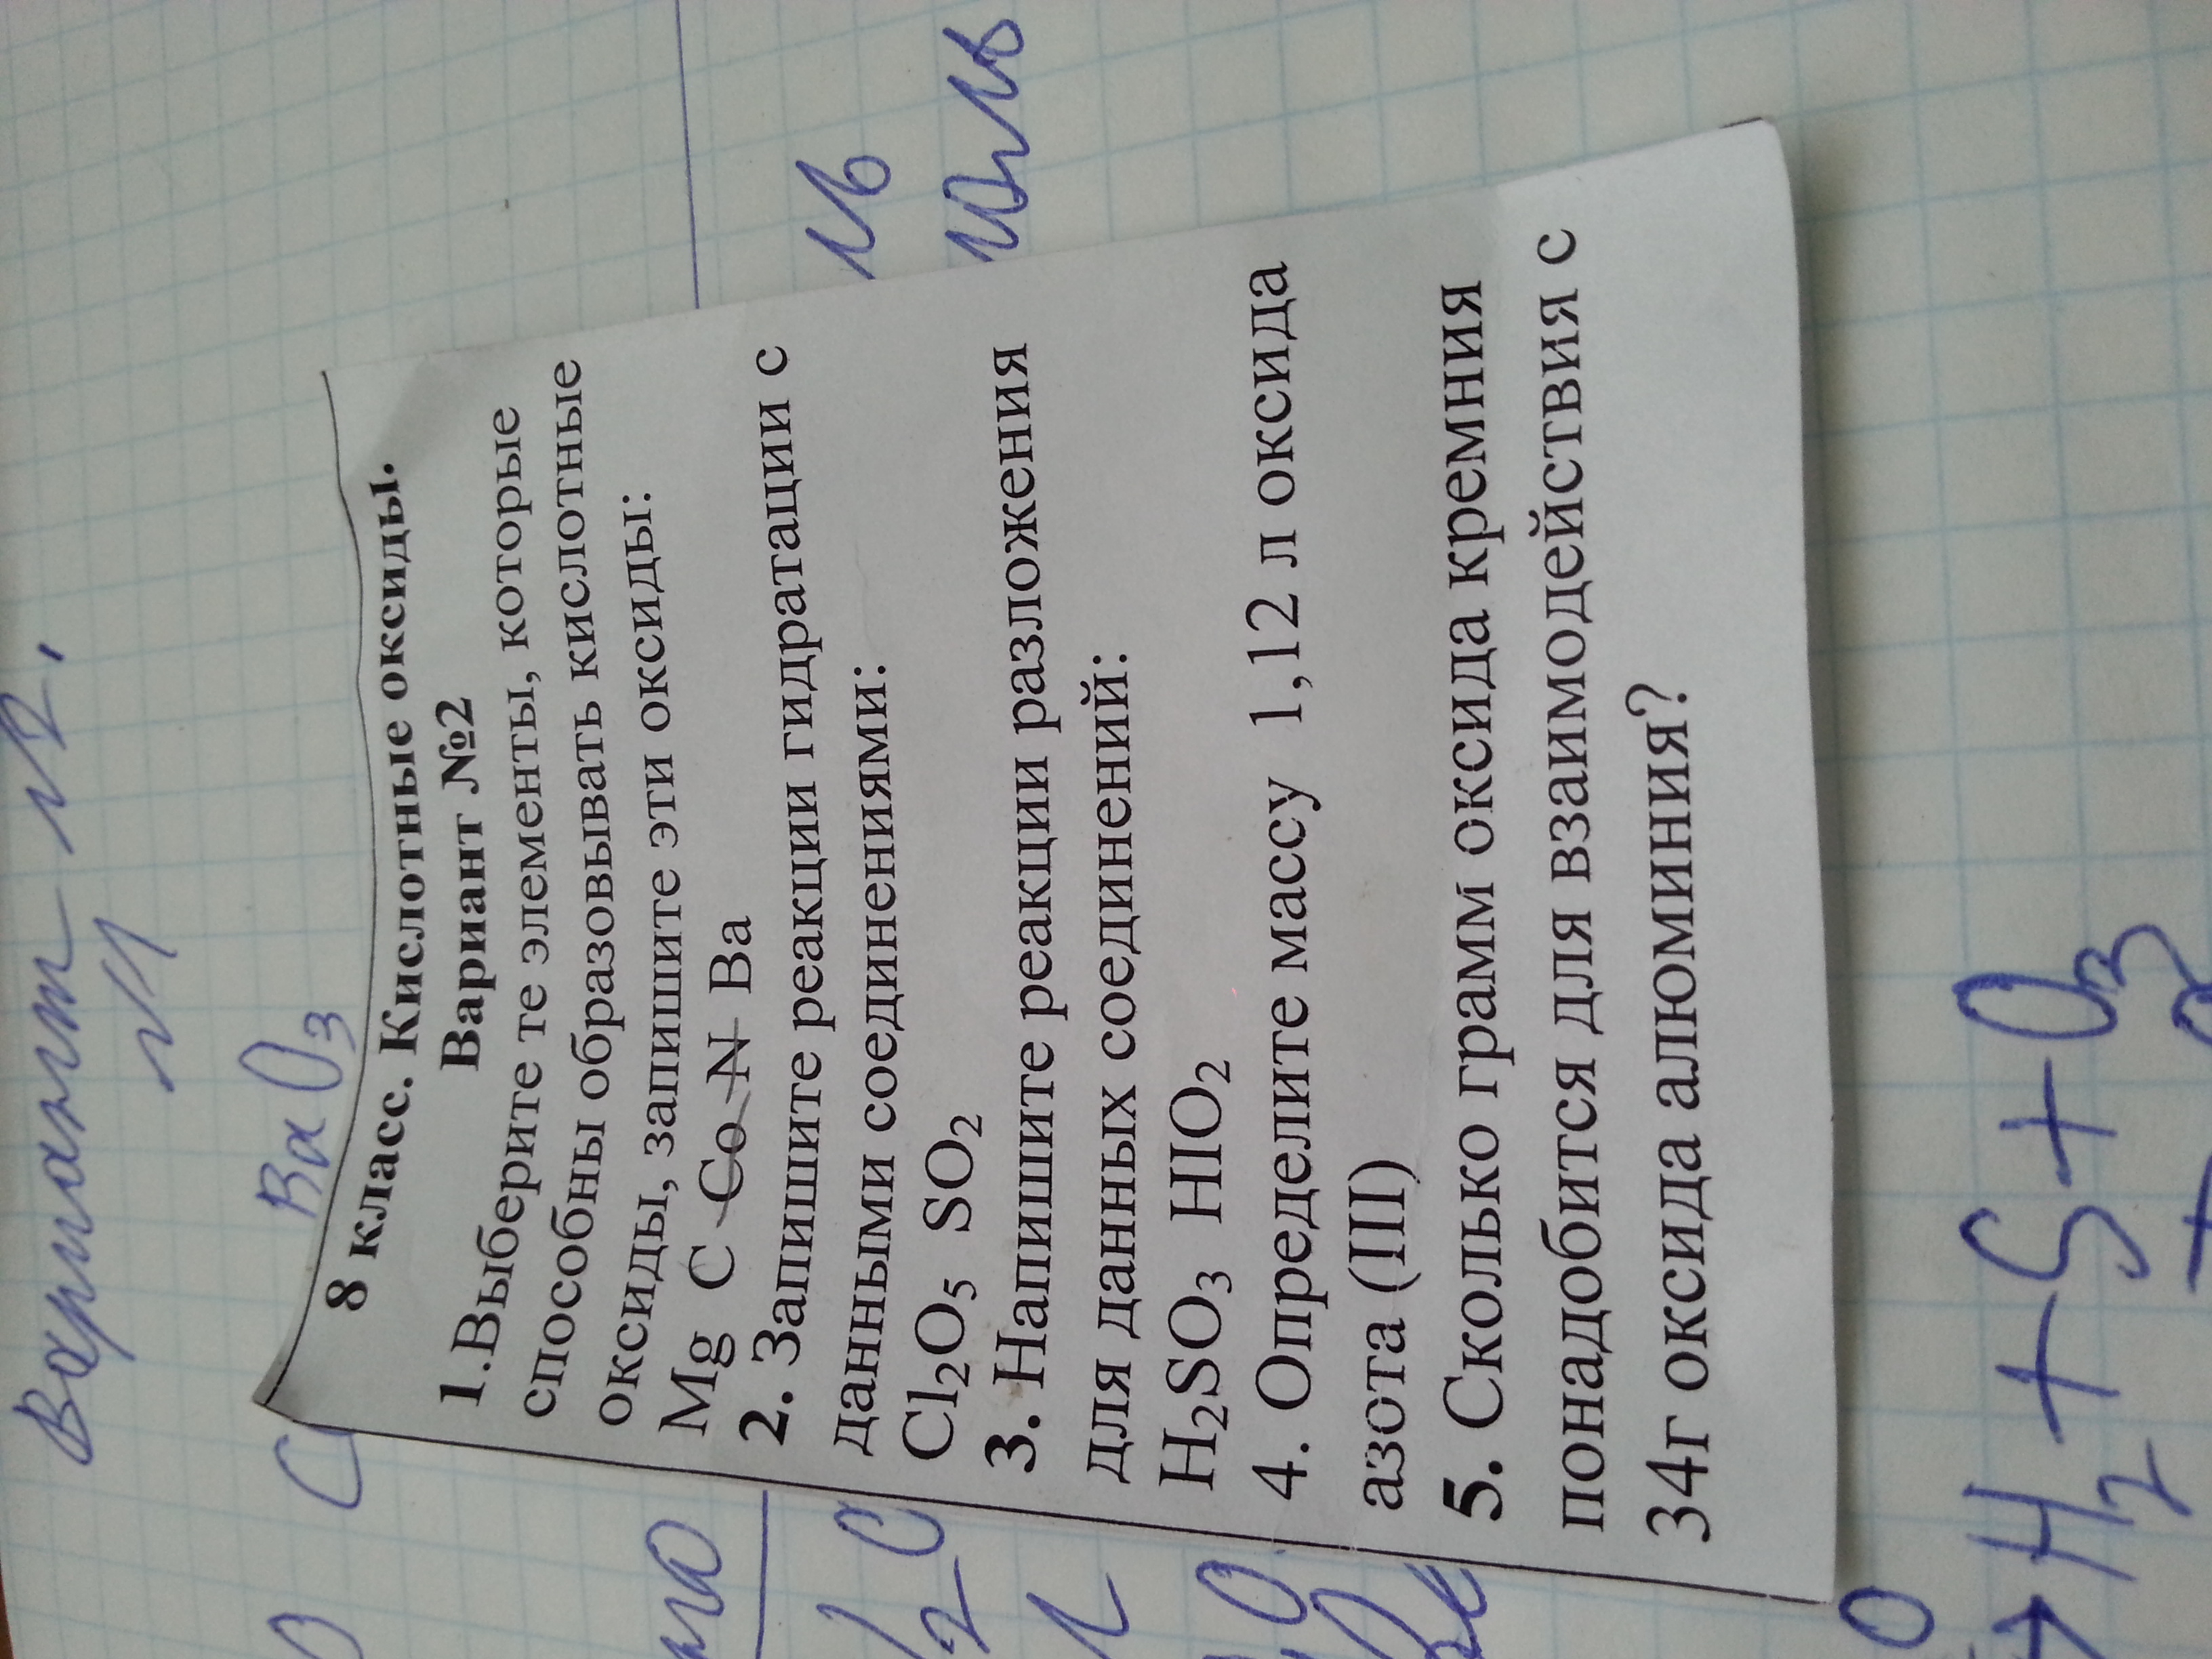 Вариант №2.
№1
BaO₃
8 класс. Кислотные оксиды.
Вариант №2
1.Выберите те элементы, которые
способны образовывать кислотные
оксиды, запишите эти оксиды:
Mg C Co N Ba
2. Запишите реакции гидратации с
данными соединениями:
Cl₂O₅ SO₂
3. Напишите реакции разложения
для данных соединений:
H₂SO₃ HIO₂
4. Определите массу 1,12 л оксида
азота (III)
5. Сколько грамм оксида кремния
понадобится для взаимодействия с
34г оксида алюминия?
→ H₂ + S + O₃